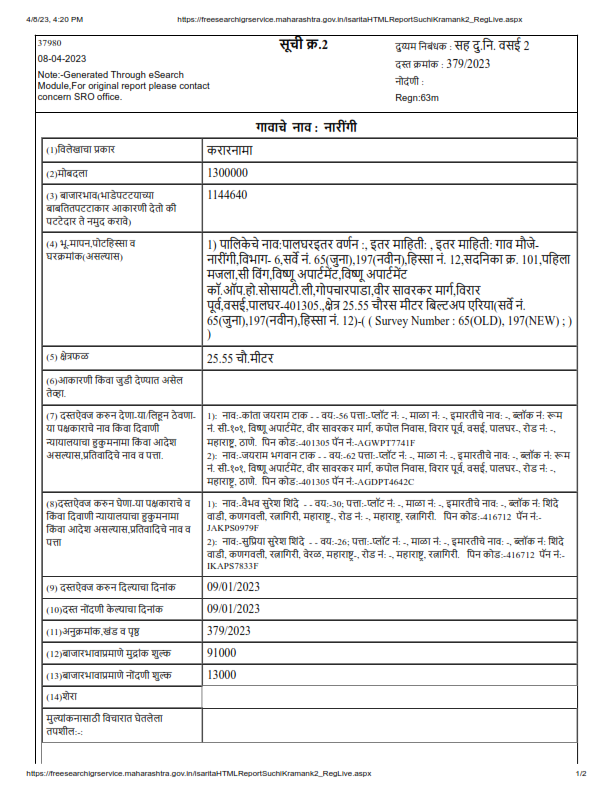 4/8/23, 4:20 PM https://freesearchigrservice.maharashtra.gov.in/isaritaHTMLReportSuchiKramank2_RegLive.aspx
37980
08-04-2023
Note:-Generated Through eSearch
Module,For original report please contact
concern SRO office.
सूची क्र.2
दुय्यम निबंधक : सह दु.नि. वसई 2
दस्त क्रमांक : 379/2023
नोदंणी :
Regn:63m
गावाचे नाव : नारींगी
(1)विलेखाचा प्रकार
करारनामा
(2)मोबदला
1300000
(3) बाजारभाव(भाडेपटटयाच्या
बाबतितपटटाकार आकारणी देतो की
पटटेदार ते नमुद करावे)
1144640
(4) भू-मापन,पोटहिस्सा व
घरक्रमांक(असल्यास)
1) पालिकेचे नाव:पालघरइतर वर्णन :, इतर माहिती: , इतर माहिती: गाव मौजे-
नारींगी,विभाग- 6,सर्वे नं. 65(जुना),197(नवीन),हिस्सा नं. 12,सदनिका क्र. 101,पहिला
मजला,सी विंग,विष्णू अपार्टमेंट,विष्णू अपार्टमेंट
कॉ.ऑप.हौ.सोसायटी.ली,गोपचारपाडा,वीर सावरकर मार्ग,विरार
पूर्व,वसई,पालघर-401305.,क्षेत्र 25.55 चौरस मीटर बिल्टअप एरिया(सर्वे नं.
65(जुना),197(नवीन),हिस्सा नं. 12)-( ( Survey Number : 65(OLD), 197(NEW) ; )
)
(5) क्षेत्रफळ
25.55 चौ.मीटर
(6)आकारणी किंवा जुडी देण्यात असेल
तेव्हा.
(7) दस्तऐवज करुन देणा-या/लिहून ठेवणा-
या पक्षकाराचे नाव किंवा दिवाणी
न्यायालयाचा हुकुमनामा किंवा आदेश
असल्यास,प्रतिवादिचे नाव व पत्ता.
1): नाव:-कांता जयराम टाक - - वय:-56 पत्ता:-प्लॉट नं: -, माळा नं: -, इमारतीचे नाव: -, ब्लॉक नं: रूम
नं. सी-१०१, विष्णू अपार्टमेंट, वीर सावरकर मार्ग, कपोल निवास, विरार पूर्व, वसई, पालघर-, रोड नं: -,
महाराष्ट्र, ठाणे. पिन कोड:-401305 पॅन नं:-AGWPT7741F
2): नाव:-जयराम भगवान टाक - - वय:-62 पत्ता:-प्लॉट नं: -, माळा नं: -, इमारतीचे नाव: -, ब्लॉक नं: रूम
नं. सी-१०१, विष्णू अपार्टमेंट, वीर सावरकर मार्ग, कपोल निवास, विरार पूर्व, वसई, पालघर-, रोड नं: -,
महाराष्ट्र, ठाणे. पिन कोड:-401305 पॅन नं:-AGDPT4642C
(8)दस्तऐवज करुन घेणा-या पक्षकाराचे व
किंवा दिवाणी न्यायालयाचा हुकुमनामा
किंवा आदेश असल्यास,प्रतिवादिचे नाव व
पत्ता
1): नाव:-वैभव सुरेश शिंदे - - वय:-30; पत्ता:-प्लॉट नं: -, माळा नं: -, इमारतीचे नाव: -, ब्लॉक नं: शिंदे
वाडी, कणगवली, रत्नागिरी, महाराष्ट्र-, रोड नं: -, महाराष्ट्र, रत्नागिरी. पिन कोड:-416712 पॅन नं:-
JAKPS0979F
2): नाव:-सुप्रिया सुरेश शिंदे - - वय:-26; पत्ता:-प्लॉट नं: -, माळा नं: -, इमारतीचे नाव: -, ब्लॉक नं: शिंदे
वाडी, कणगवली, रत्नागिरी, वेरळ, महाराष्ट्र-, रोड नं: -, महाराष्ट्र, रत्नागिरी. पिन कोड:-416712 पॅन नं:-
IKAPS7833F
(9) दस्तऐवज करुन दिल्याचा दिनांक
09/01/2023
(10)दस्त नोंदणी केल्याचा दिनांक
09/01/2023
(11)अनुक्रमांक,खंड व पृष्ठ
379/2023
(12)बाजारभावाप्रमाणे मुद्रांक शुल्क
91000
(13)बाजारभावाप्रमाणे नोंदणी शुल्क
13000
(14)शेरा
मुल्यांकनासाठी विचारात घेतलेला
तपशील:-:
https://freesearchigrservice.maharashtra.gov.in/isaritaHTMLReportSuchiKramank2_RegLive.aspx 1/2